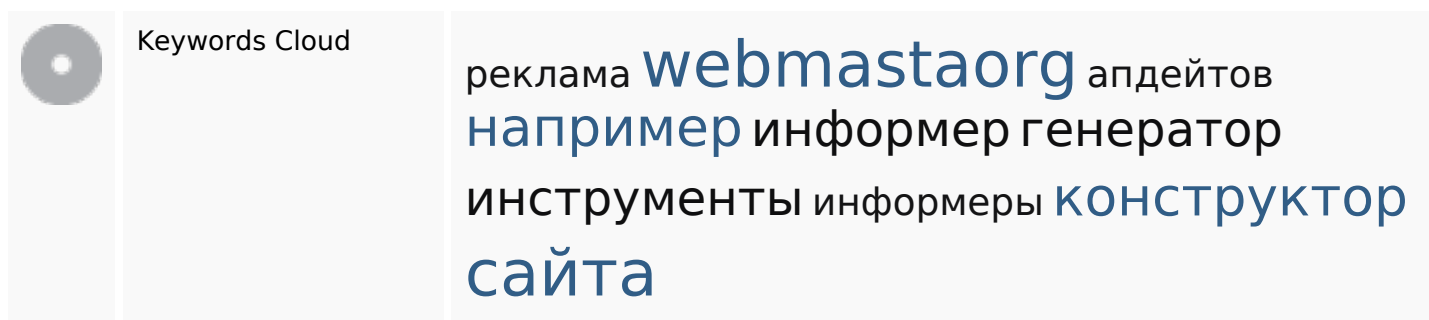 Keywords Cloud
реклама webmastaorg апдейтов
например информер генератор
инструменты информеры конструктор
сайта